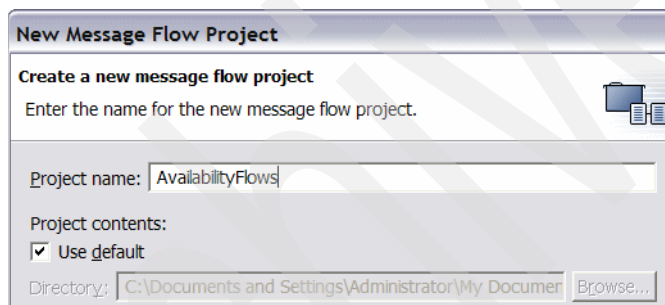 New Message Flow Project
Create a new message flow project
Enter the name for the new message flow project.
Project name: AvailabilityFlows
Project contents:
Use default
Directory: C:\Documents and Settings\Administrator\My Documen Browse...